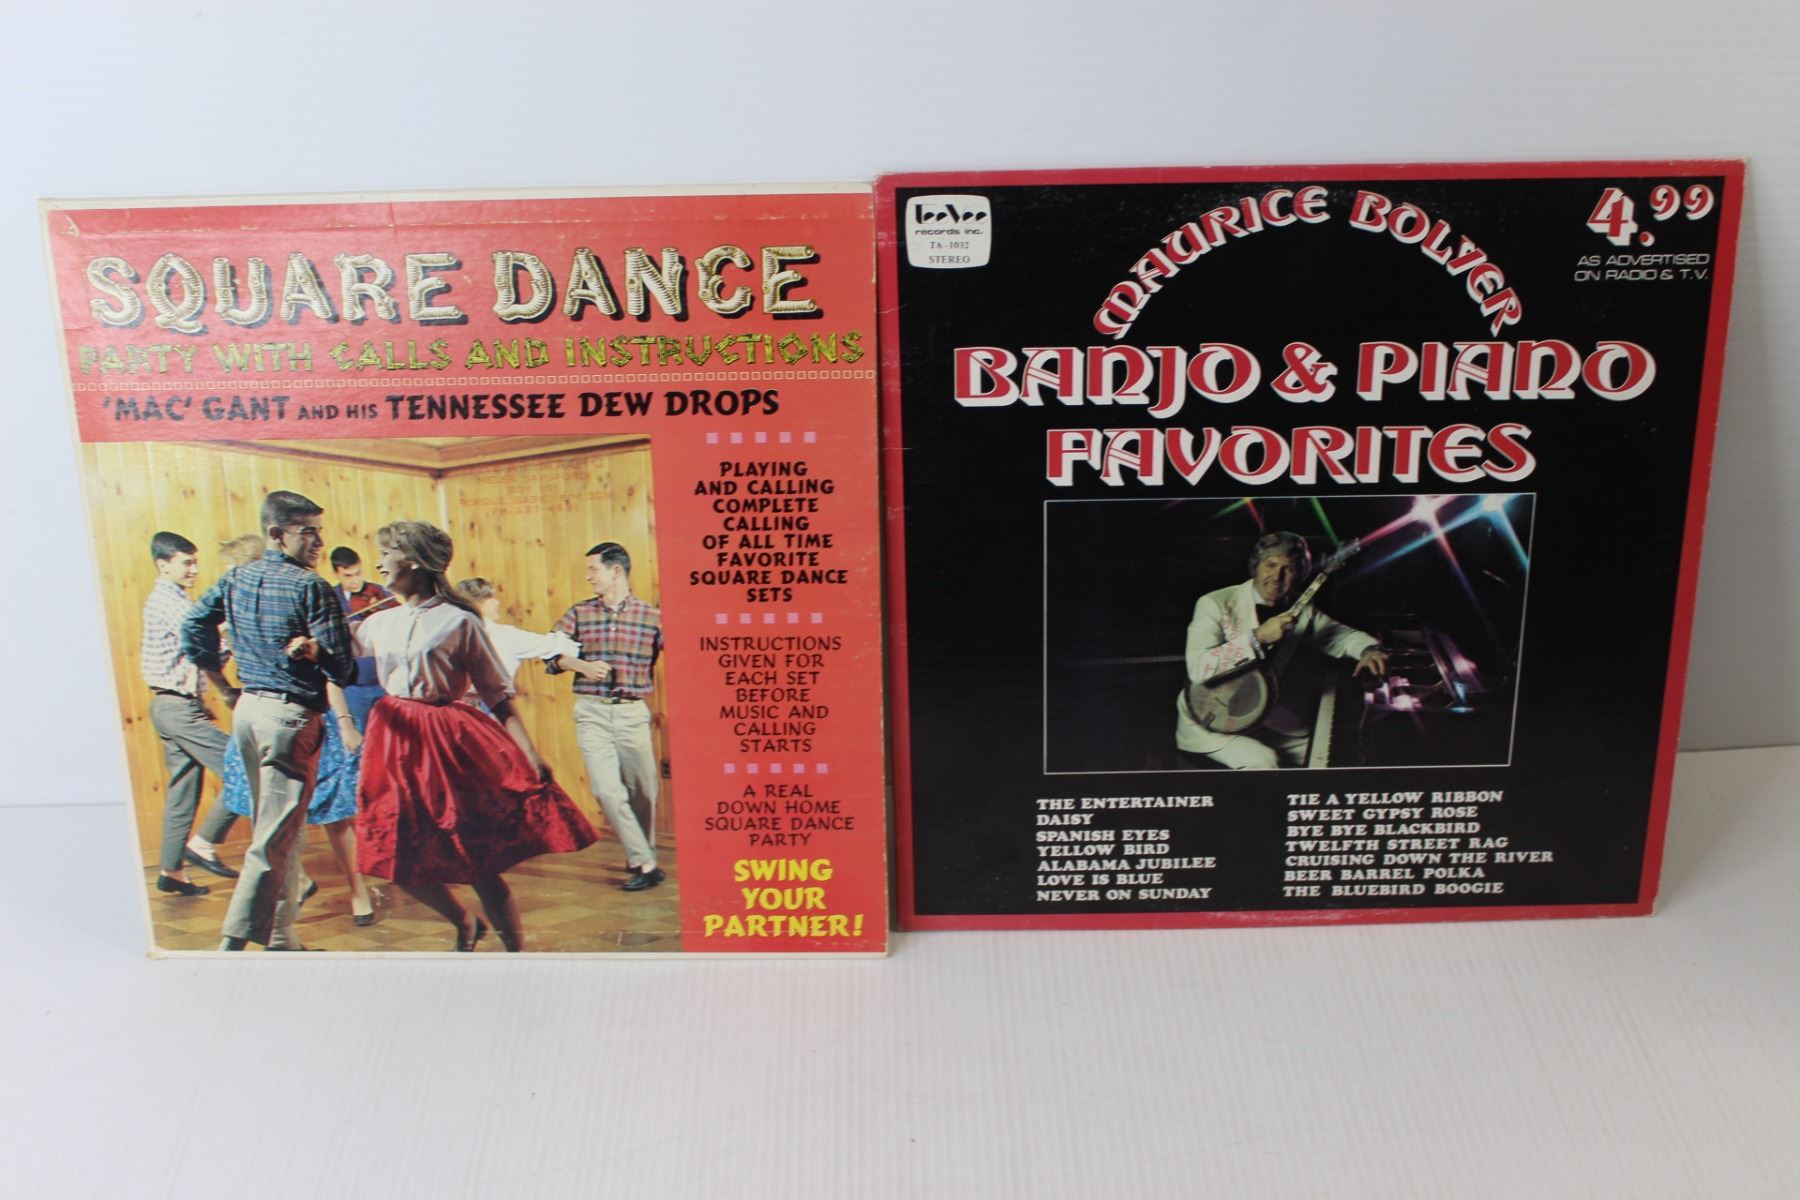 SQUARE DANCE
PARTY WITH CALLS AND INSTRUCTIONS
'MAC' GANT AND HIS TENNESSEE DEW DROPS
PLAYING
AND CALLING
COMPLETE
CALLING
OF ALL TIME
FAVORITE
SQUARE DANCE
SETS
INSTRUCTIONS
GIVEN FOR
EACH SET
BEFORE
MUSIC AND
CALLING
STARTS
A REAL
DOWN HOME
SQUARE DANCE
PARTY
SWING
YOUR
PARTNER!
HELEN
TeeVee
records inc.
TA-1032
STEREO
MAURICE BOLYER
4.99
AS ADVERTISED
ON RADIO & T.V.
BANJO & PIANO
FAVORITES
THE ENTERTAINER
DAISY
SPANISH EYES
YELLOW BIRD
ALABAMA JUBILEE
LOVE IS BLUE
NEVER ON SUNDAY
TIE A YELLOW RIBBON
SWEET GYPSY ROSE
BYE BYE BLACKBIRD
TWELFTH STREET RAG
CRUISING DOWN THE RIVER
BEER BARREL POLKA
THE BLUEBIRD BOOGIE